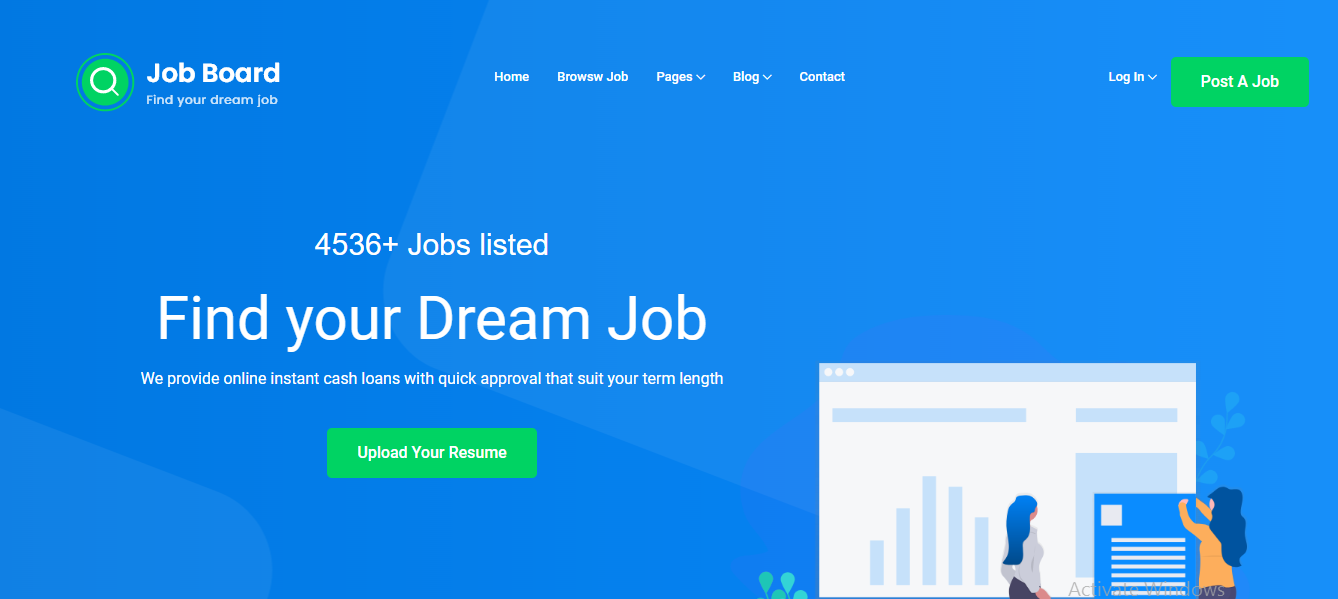 Job Board
Find your dream job
Home
Browsw Job
Pages
Blog
Contact
Log In
Post A Job
4536+ Jobs listed
Find your Dream Job
We provide online instant cash loans with quick approval that suit your term length
Upload Your Resume
Activate Windows